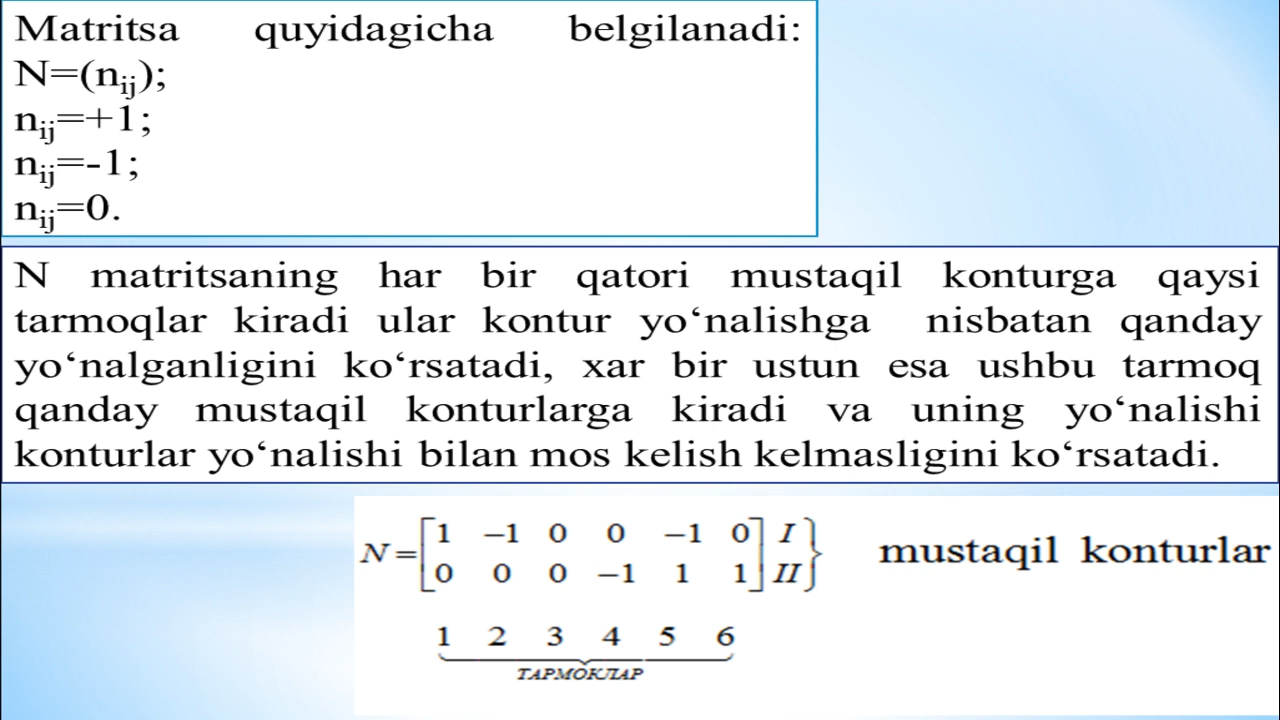 Matritsa quyidagicha belgilanadi:
N=(nij);
nij=+1;
nij=-1;
nij=0.
N matritsaning har bir qatori mustaqil konturga qaysi
tarmoqlar kiradi ular kontur yo‘nalishga nisbatan qanday
yo‘nalganligini ko‘rsatadi, xar bir ustun esa ushbu tarmoq
qanday mustaqil konturlarga kiradi va uning yo‘nalishi
konturlar yo‘nalishi bilan mos kelish kelmasligini ko‘rsatadi.
N = [1 −1 0 0 −1 0] I
[0 0 0 −1 1 1] II } mustaqil konturlar
1 2 3 4 5 6
ТАРМОКЛАР